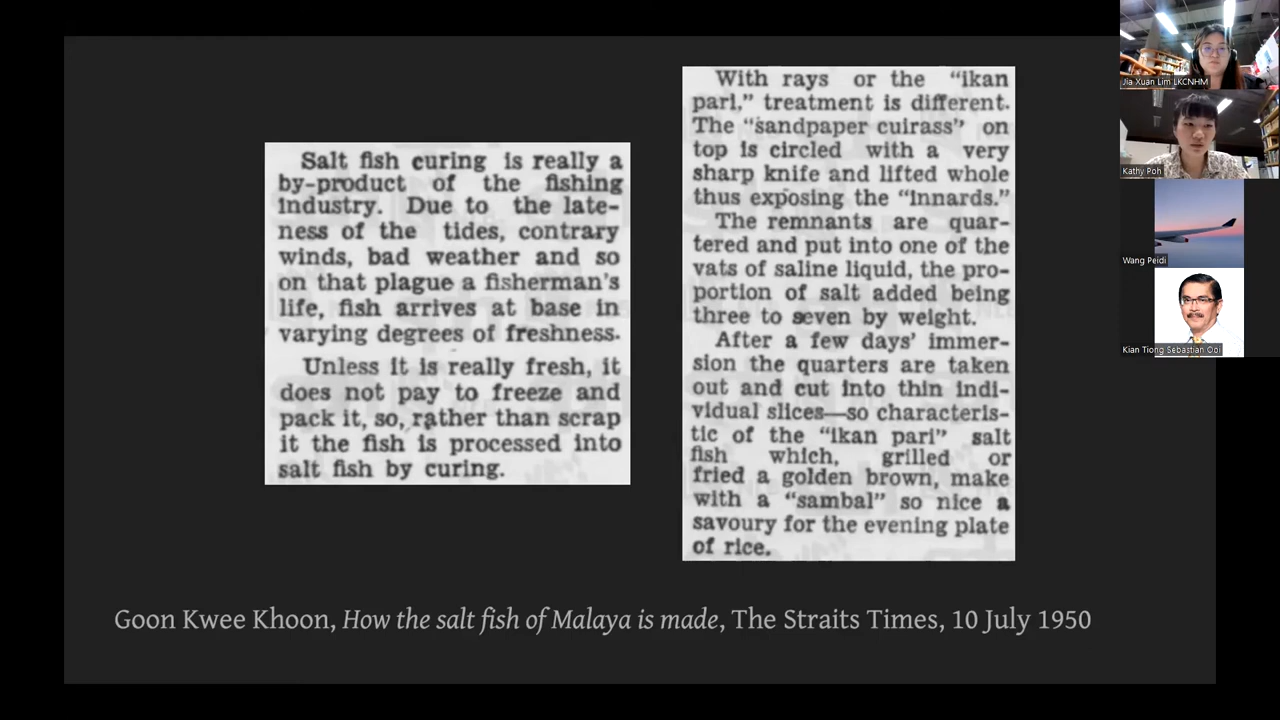 Salt fish curing is really a
by-product of the fishing
industry. Due to the late-
ness of the tides, contrary
winds, bad weather and so
on that plague a fisherman's
life, fish arrives at base in
varying degrees of freshness.
Unless it is really fresh, it
does not pay to freeze and
pack it, so, rather than scrap
it the fish is processed into
salt fish by curing.
With rays or the "ikan
pari," treatment is different.
The "sandpaper cuirass" on
top is circled with a very
sharp knife and lifted whole
thus exposing the "innards."
The remnants are quar-
tered and put into one of the
vats of saline liquid, the pro-
portion of salt added being
three to seven by weight.
After a few days' immer-
sion the quarters are taken
out and cut into thin indi-
vidual slices—so characteris-
tic of the "ikan pari" salt
fish which, grilled or
fried a golden brown, make
with a "sambal" so nice a
savoury for the evening plate
of rice.
Goon Kwee Khoon, How the salt fish of Malaya is made, The Straits Times, 10 July 1950
Jia Xuan Lim LKCNHM
Kathy Poh
Wang Peidi
Kian Tiong Sebastian Ooi